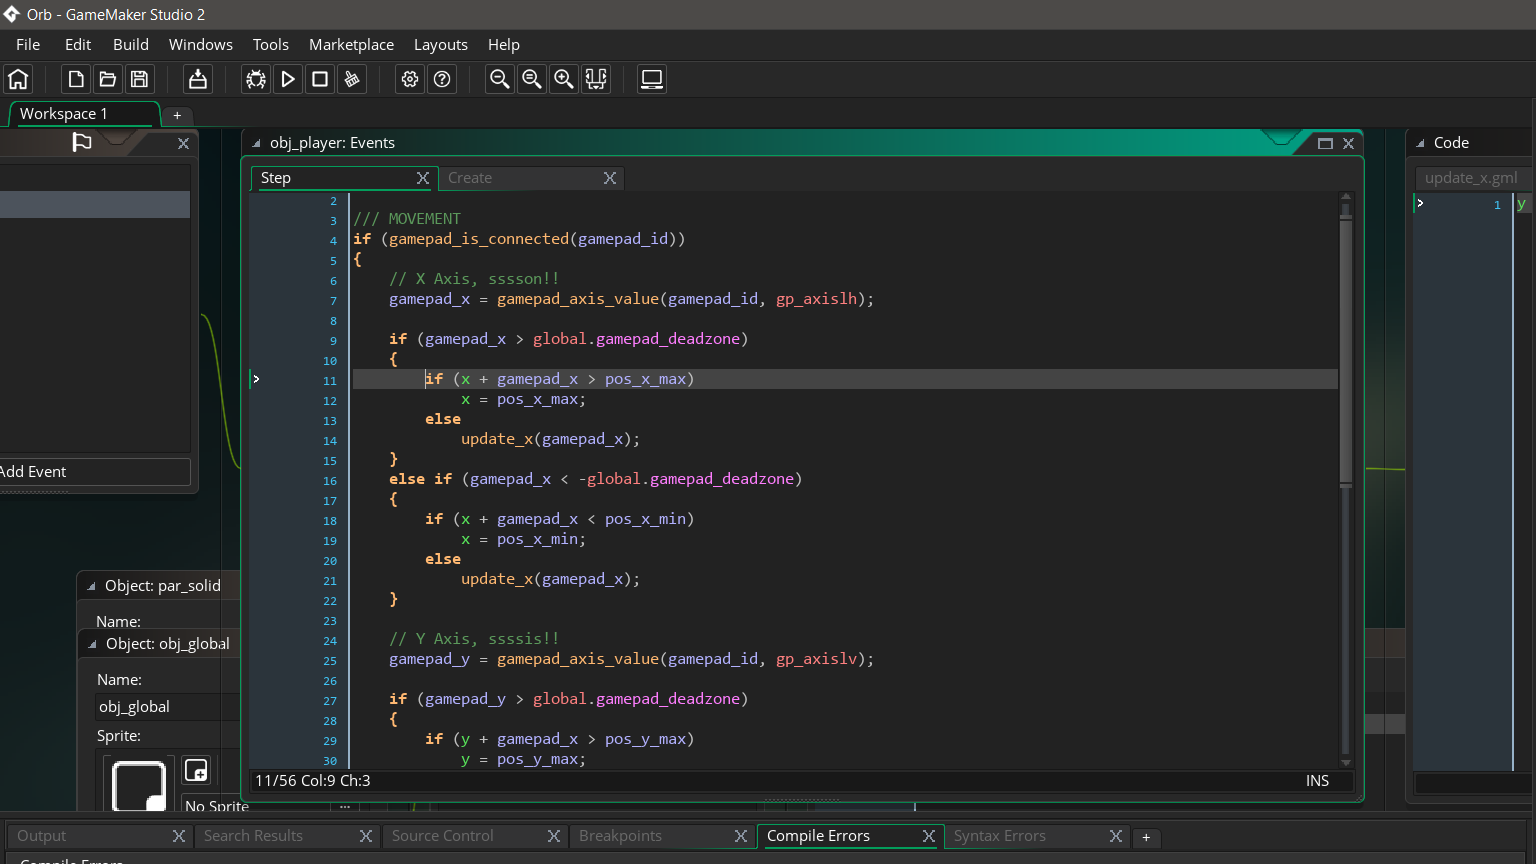 Orb - GameMaker Studio 2
File Edit Build Windows Tools Marketplace Layouts Help
Workspace 1 +
obj_player: Events
Step Create
2
3 /// MOVEMENT
4 if (gamepad_is_connected(gamepad_id))
5 {
6 // X Axis, sssson!!
7 gamepad_x = gamepad_axis_value(gamepad_id, gp_axislh);
8
9 if (gamepad_x > global.gamepad_deadzone)
10 {
11 if (x + gamepad_x > pos_x_max)
12 x = pos_x_max;
13 else
14 update_x(gamepad_x);
15 }
16 else if (gamepad_x < -global.gamepad_deadzone)
17 {
18 if (x + gamepad_x < pos_x_min)
19 x = pos_x_min;
20 else
21 update_x(gamepad_x);
22 }
23
24 // Y Axis, ssssis!!
25 gamepad_y = gamepad_axis_value(gamepad_id, gp_axislv);
26
27 if (gamepad_y > global.gamepad_deadzone)
28 {
29 if (y + gamepad_x > pos_y_max)
30 y = pos_y_max;
11/56 Col:9 Ch:3 INS
Code
update_x.gml
1 y
Add Event
Object: par_solid
Name:
Object: obj_global
Name:
obj_global
Sprite:
No Sprite ...
Output Search Results Source Control Breakpoints Compile Errors Syntax Errors +
Compile Errors